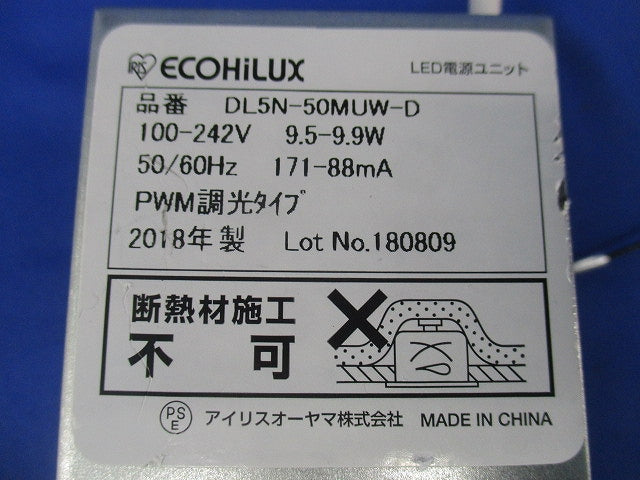 IRIS ECOHiLUX LED電源ユニット
品番 DL5N-50MUW-D
100-242V 9.5-9.9W
50/60Hz 171-88mA
PWM調光タイプ
2018年製 Lot No.180809
断熱材施工
不可
PS
E
アイリスオーヤマ株式会社 MADE IN CHINA